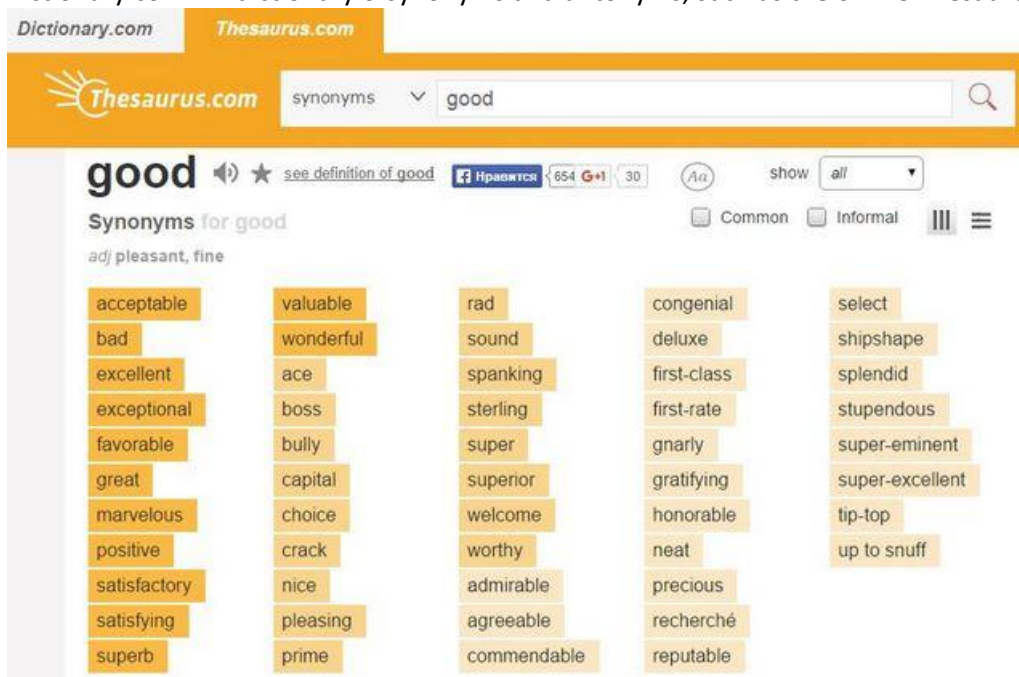 Dictionary.com Thesaurus.com
Thesaurus.com synonyms good
good see definition of good Нравится 654 G+1 30 Aa show all
Synonyms for good Common Informal
adj pleasant, fine
acceptable valuable rad congenial select
bad wonderful sound deluxe shipshape
excellent ace spanking first-class splendid
exceptional boss sterling first-rate stupendous
favorable bully super gnarly super-eminent
great capital superior gratifying super-excellent
marvelous choice welcome honorable tip-top
positive crack worthy neat up to snuff
satisfactory nice admirable precious
satisfying pleasing agreeable recherché
superb prime commendable reputable